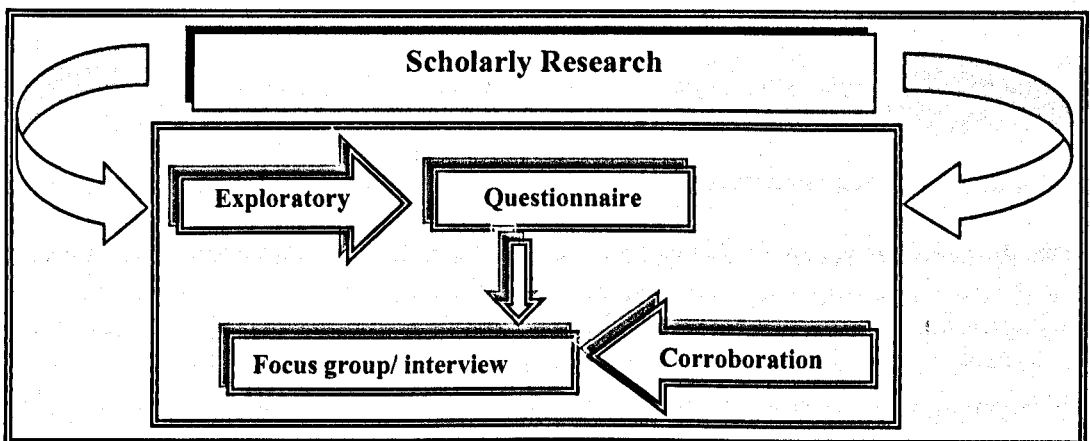 Scholarly Research
Exploratory
Questionnaire
Focus group/ interview
Corroboration